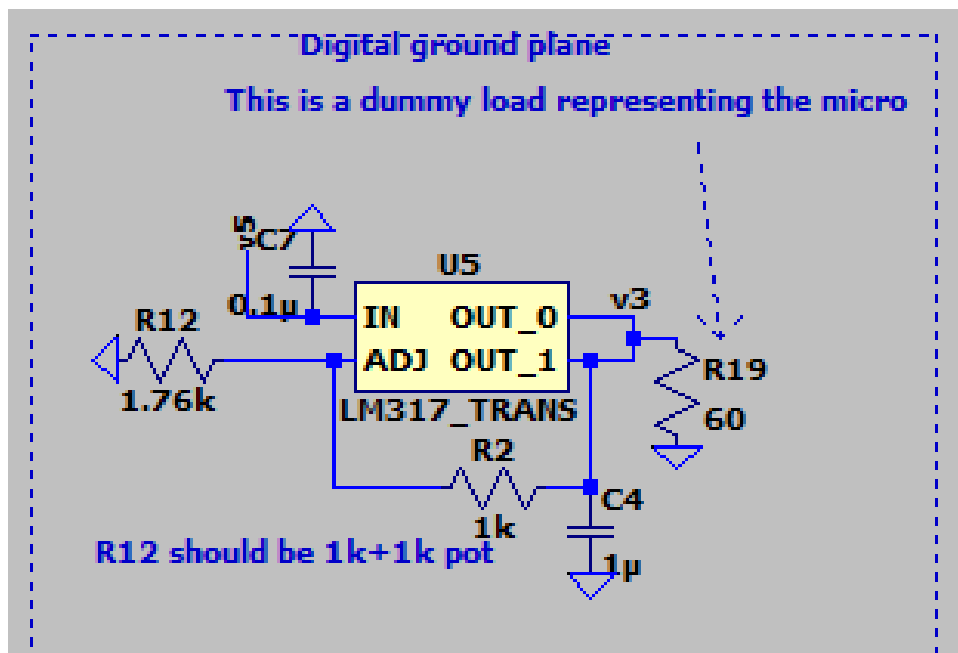 Digital ground plane
This is a dummy load representing the micro
v5
C7
0.1µ
U5
v3
R12
1.76k
IN OUT_0
ADJ OUT_1
LM317_TRANS
R19
60
R2
1k
C4
1µ
R12 should be 1k+1k pot